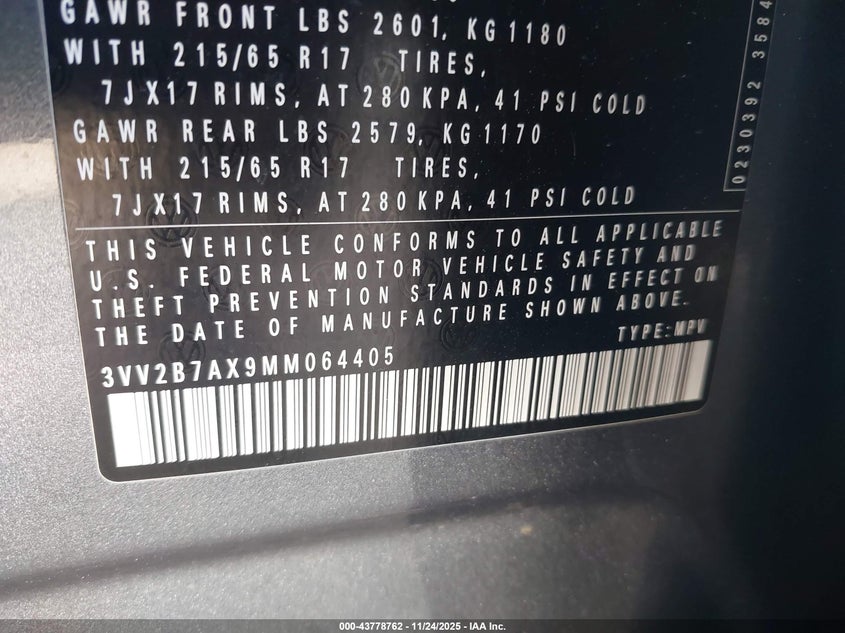 GAWR FRONT LBS 2601, KG 1180
WITH 215/65 R17 TIRES,
7JX17 RIMS, AT 280 KPA, 41 PSI COLD
GAWR REAR LBS 2579, KG 1170
WITH 215/65 R17 TIRES,
7JX17 RIMS, AT 280 KPA, 41 PSI COLD
THIS VEHICLE CONFORMS TO ALL APPLICABLE
U.S. FEDERAL MOTOR VEHICLE SAFETY AND
THEFT PREVENTION STANDARDS IN EFFECT ON
THE DATE OF MANUFACTURE SHOWN ABOVE.
TYPE:MPV
3VV2B7AX9MM064405
0230392 3584
000-43778762 - 11/24/2025 - IAA Inc.